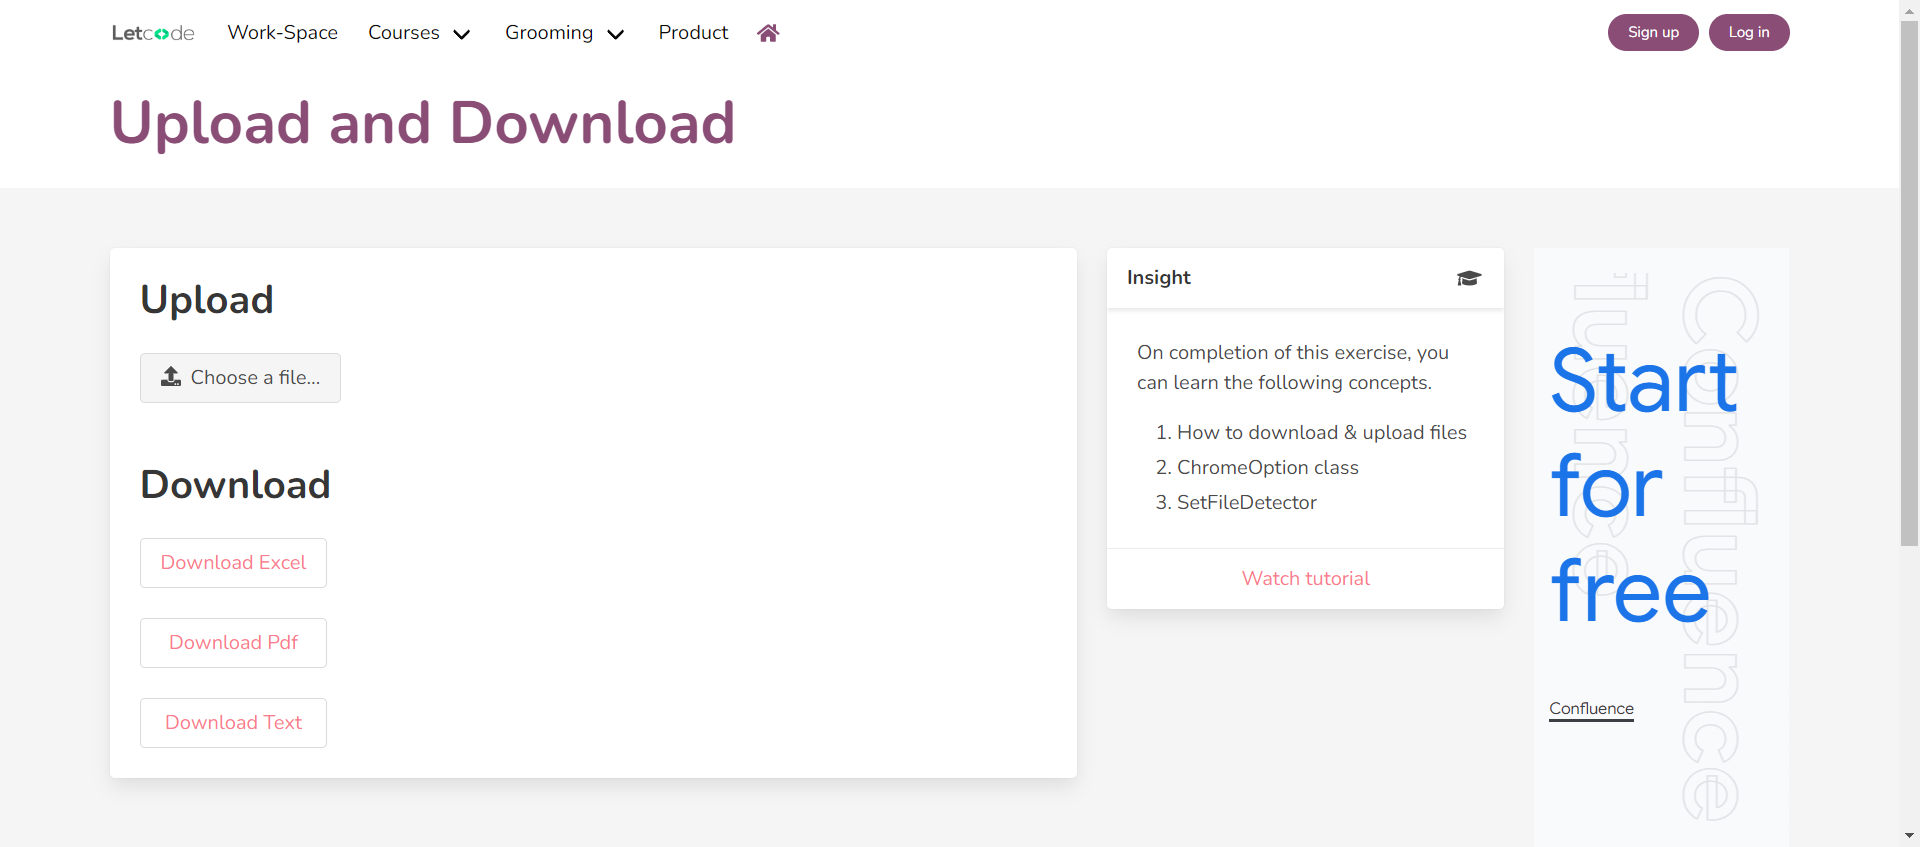 Letcode Work-Space Courses Grooming Product Sign up Log in
Upload and Download
Upload
Choose a file...
Download
Download Excel
Download Pdf
Download Text
Insight
On completion of this exercise, you
can learn the following concepts.
1. How to download & upload files
2. ChromeOption class
3. SetFileDetector
Watch tutorial
Confluence
fluence
Start
for
free
Confluence